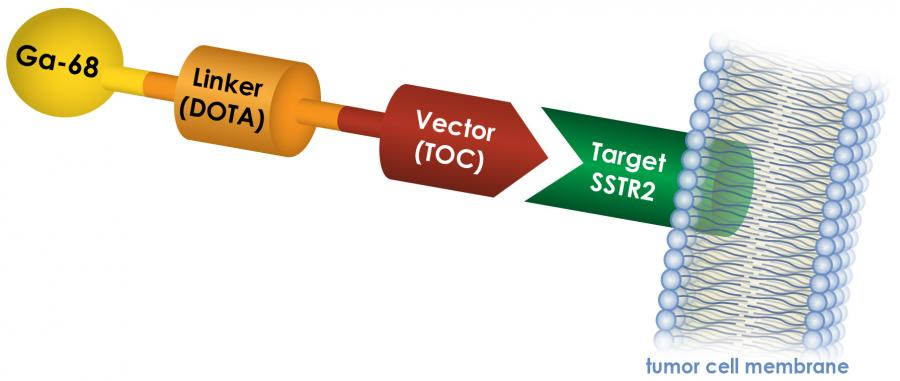 Ga-68
Linker
(DOTA)
Vector
(TOC)
Target
SSTR2
tumor cell membrane